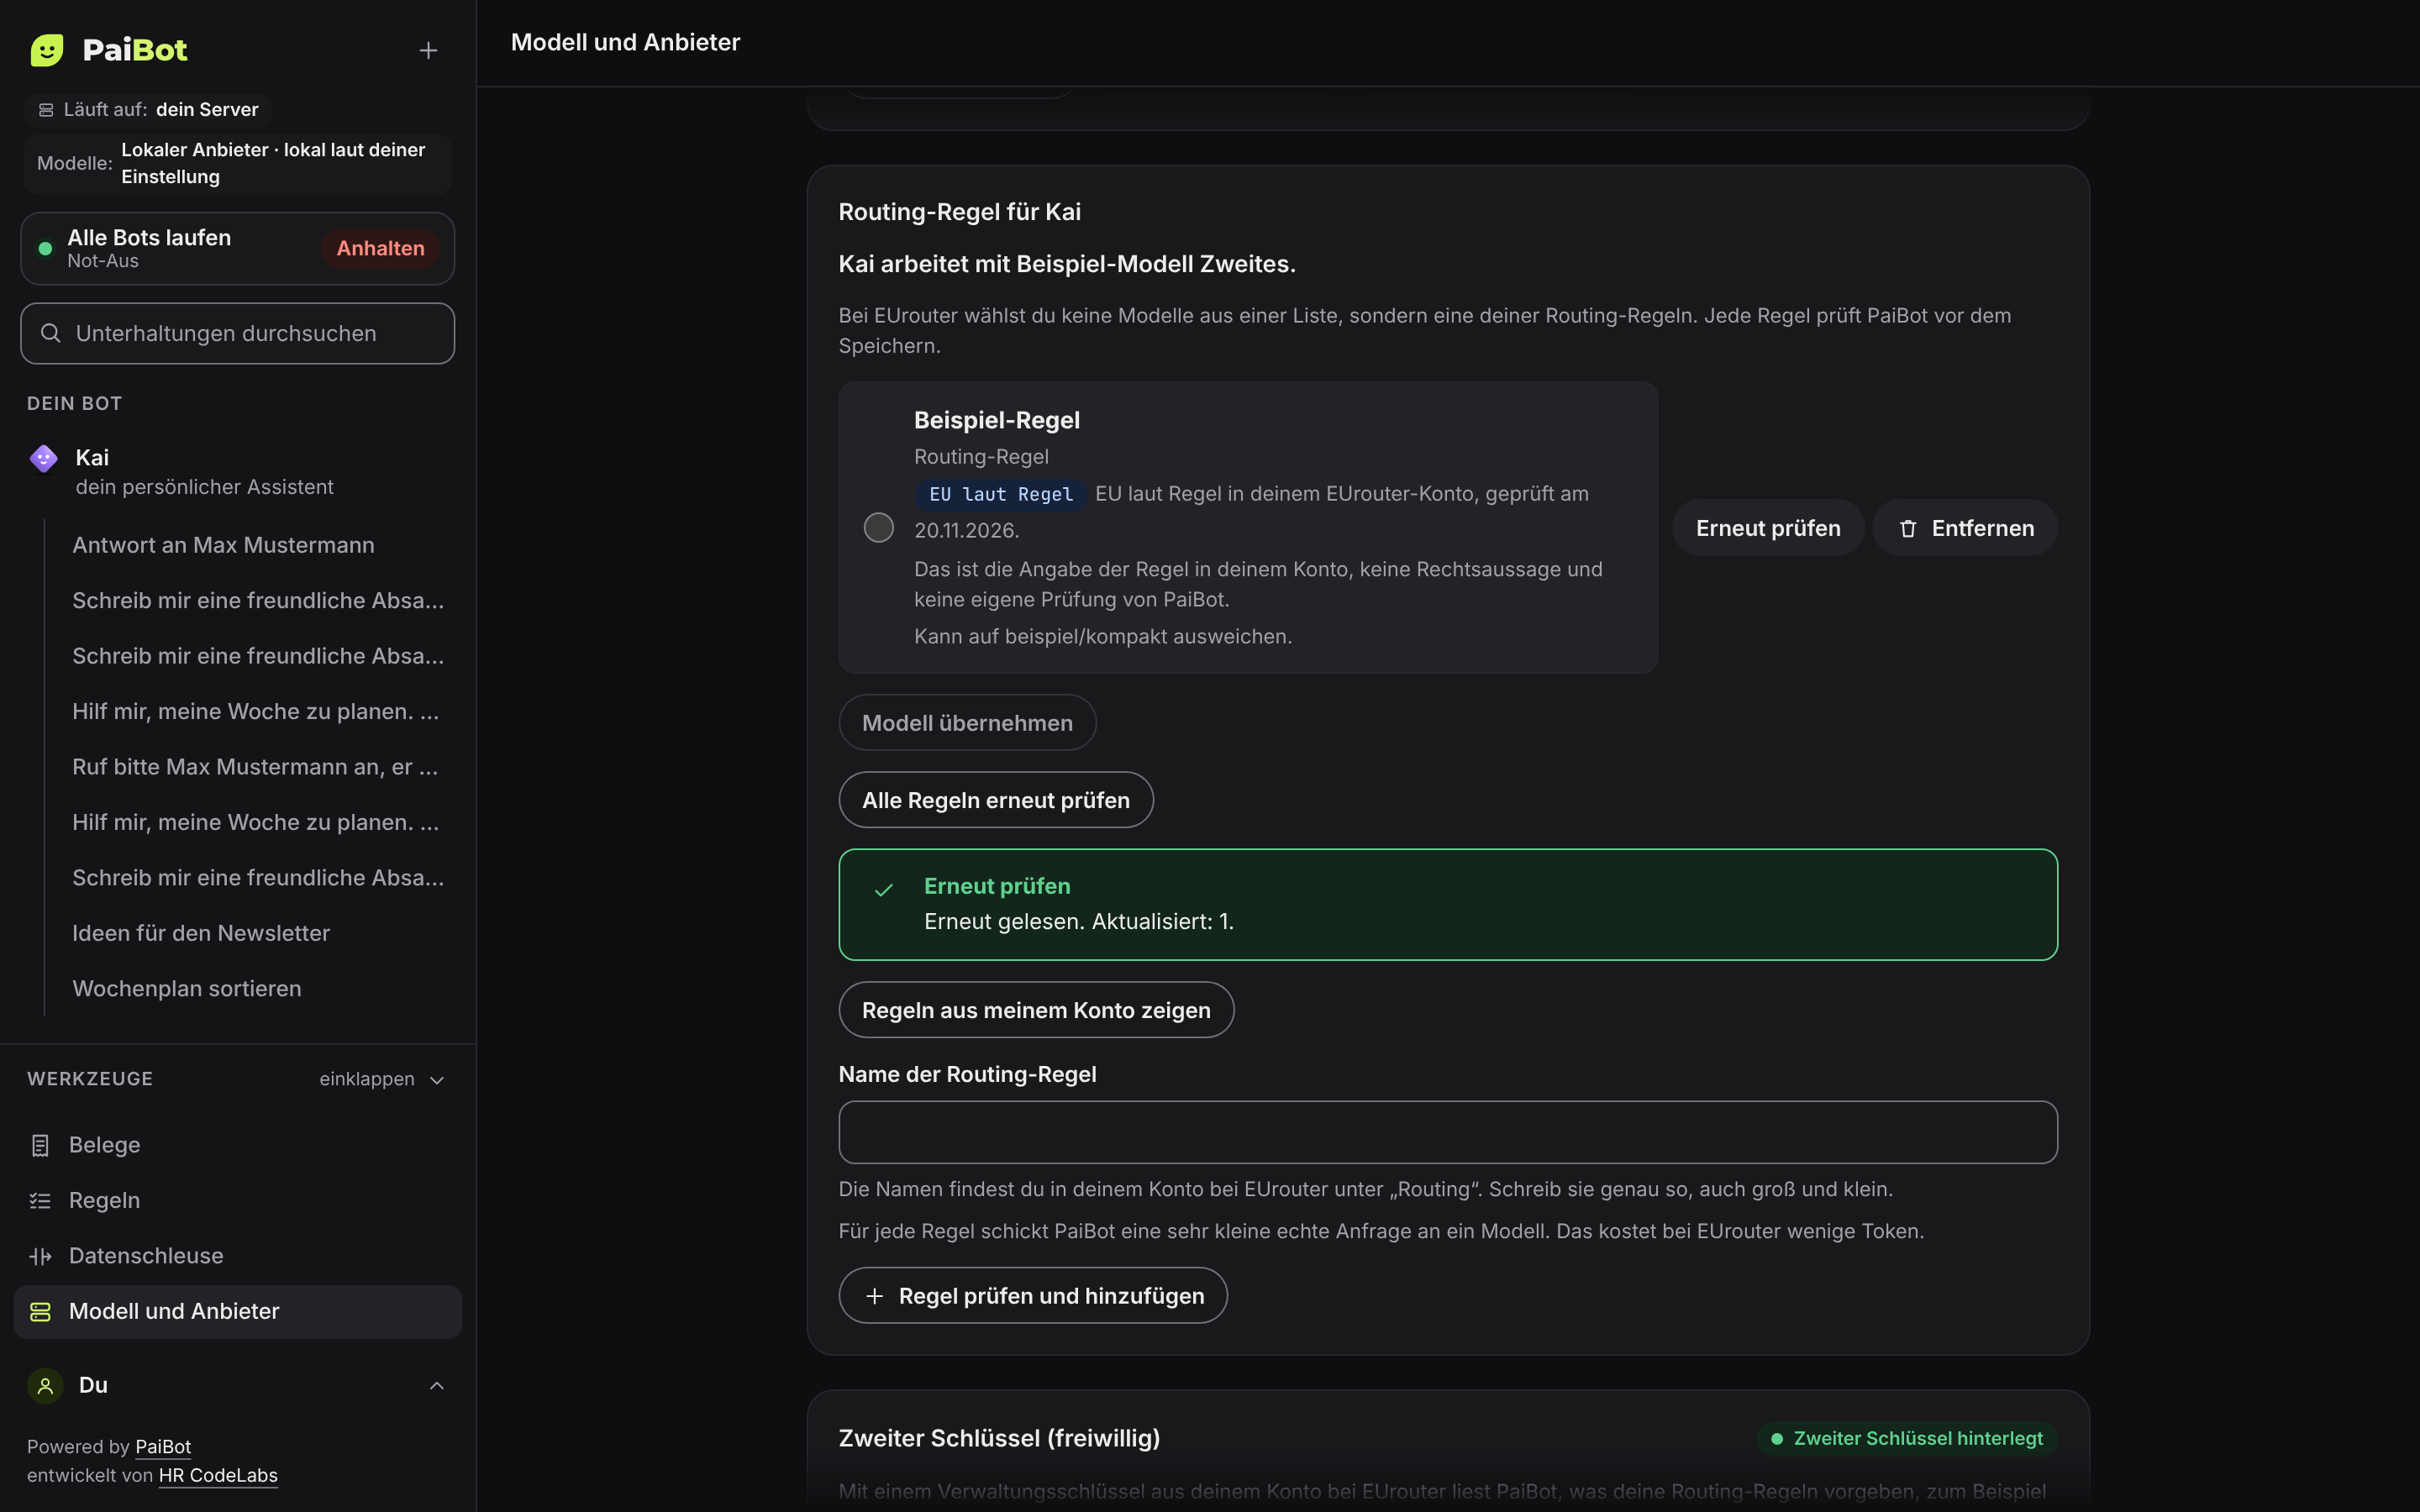 PaiBot
Läuft auf: dein Server
Modelle: Lokaler Anbieter · lokal laut deiner
Einstellung
Alle Bots laufen
Not-Aus
Anhalten
Unterhaltungen durchsuchen
DEIN BOT
Kai
dein persönlicher Assistent
Antwort an Max Mustermann
Schreib mir eine freundliche Absa...
Schreib mir eine freundliche Absa...
Hilf mir, meine Woche zu planen. ...
Ruf bitte Max Mustermann an, er ...
Hilf mir, meine Woche zu planen. ...
Schreib mir eine freundliche Absa...
Ideen für den Newsletter
Wochenplan sortieren
WERKZEUGE
einklappen
Belege
Regeln
Datenschleuse
Modell und Anbieter
Du
Powered by PaiBot
entwickelt von HR CodeLabs
Modell und Anbieter
Routing-Regel für Kai
Kai arbeitet mit Beispiel-Modell Zweites.
Bei EUrouter wählst du keine Modelle aus einer Liste, sondern eine deiner Routing-Regeln. Jede Regel prüft PaiBot vor dem
Speichern.
Beispiel-Regel
Routing-Regel
EU laut Regel EU laut Regel in deinem EUrouter-Konto, geprüft am
20.11.2026.
Das ist die Angabe der Regel in deinem Konto, keine Rechtsaussage und
keine eigene Prüfung von PaiBot.
Kann auf beispiel/kompakt ausweichen.
Erneut prüfen
Entfernen
Modell übernehmen
Alle Regeln erneut prüfen
Erneut prüfen
Erneut gelesen. Aktualisiert: 1.
Regeln aus meinem Konto zeigen
Name der Routing-Regel
Die Namen findest du in deinem Konto bei EUrouter unter „Routing“. Schreib sie genau so, auch groß und klein.
Für jede Regel schickt PaiBot eine sehr kleine echte Anfrage an ein Modell. Das kostet bei EUrouter wenige Token.
Regel prüfen und hinzufügen
Zweiter Schlüssel (freiwillig)
Zweiter Schlüssel hinterlegt
Mit einem Verwaltungsschlüssel aus deinem Konto bei EUrouter liest PaiBot, was deine Routing-Regeln vorgeben, zum Beispiel